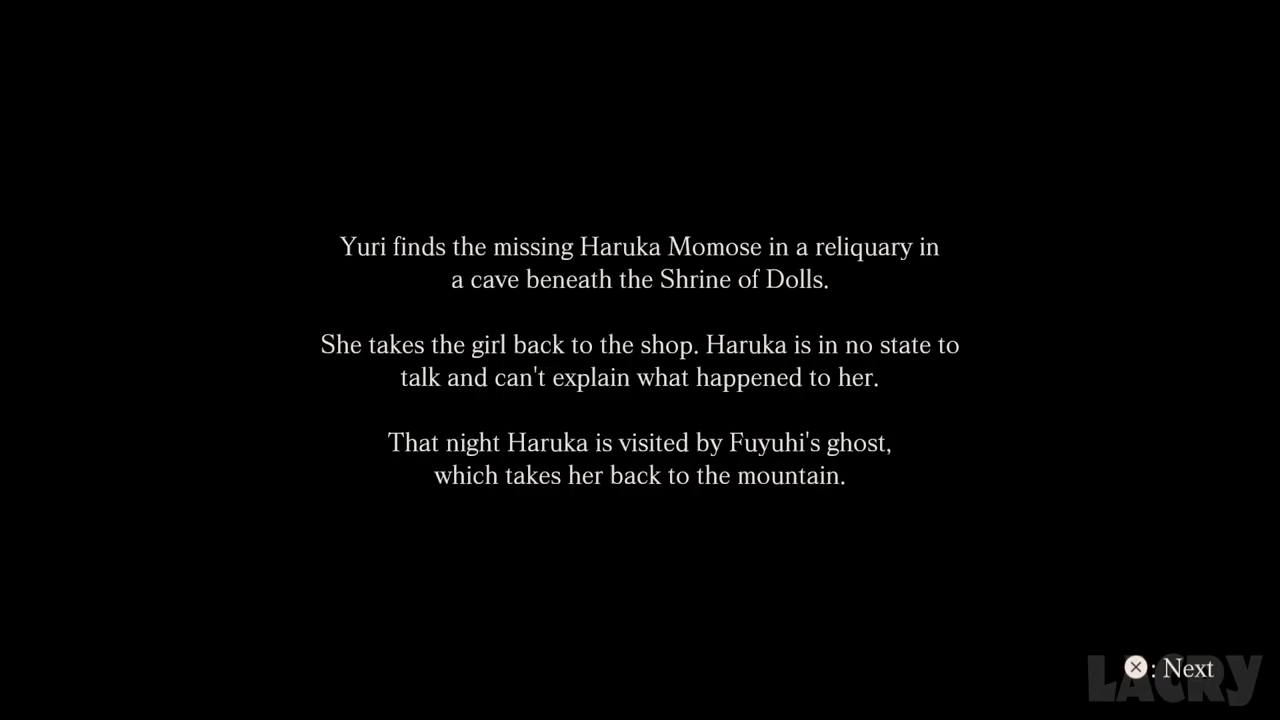 Yuri finds the missing Haruka Momose in a reliquary in
a cave beneath the Shrine of Dolls.
She takes the girl back to the shop. Haruka is in no state to
talk and can't explain what happened to her.
That night Haruka is visited by Fuyuhi's ghost,
which takes her back to the mountain.
: Next
LACRY